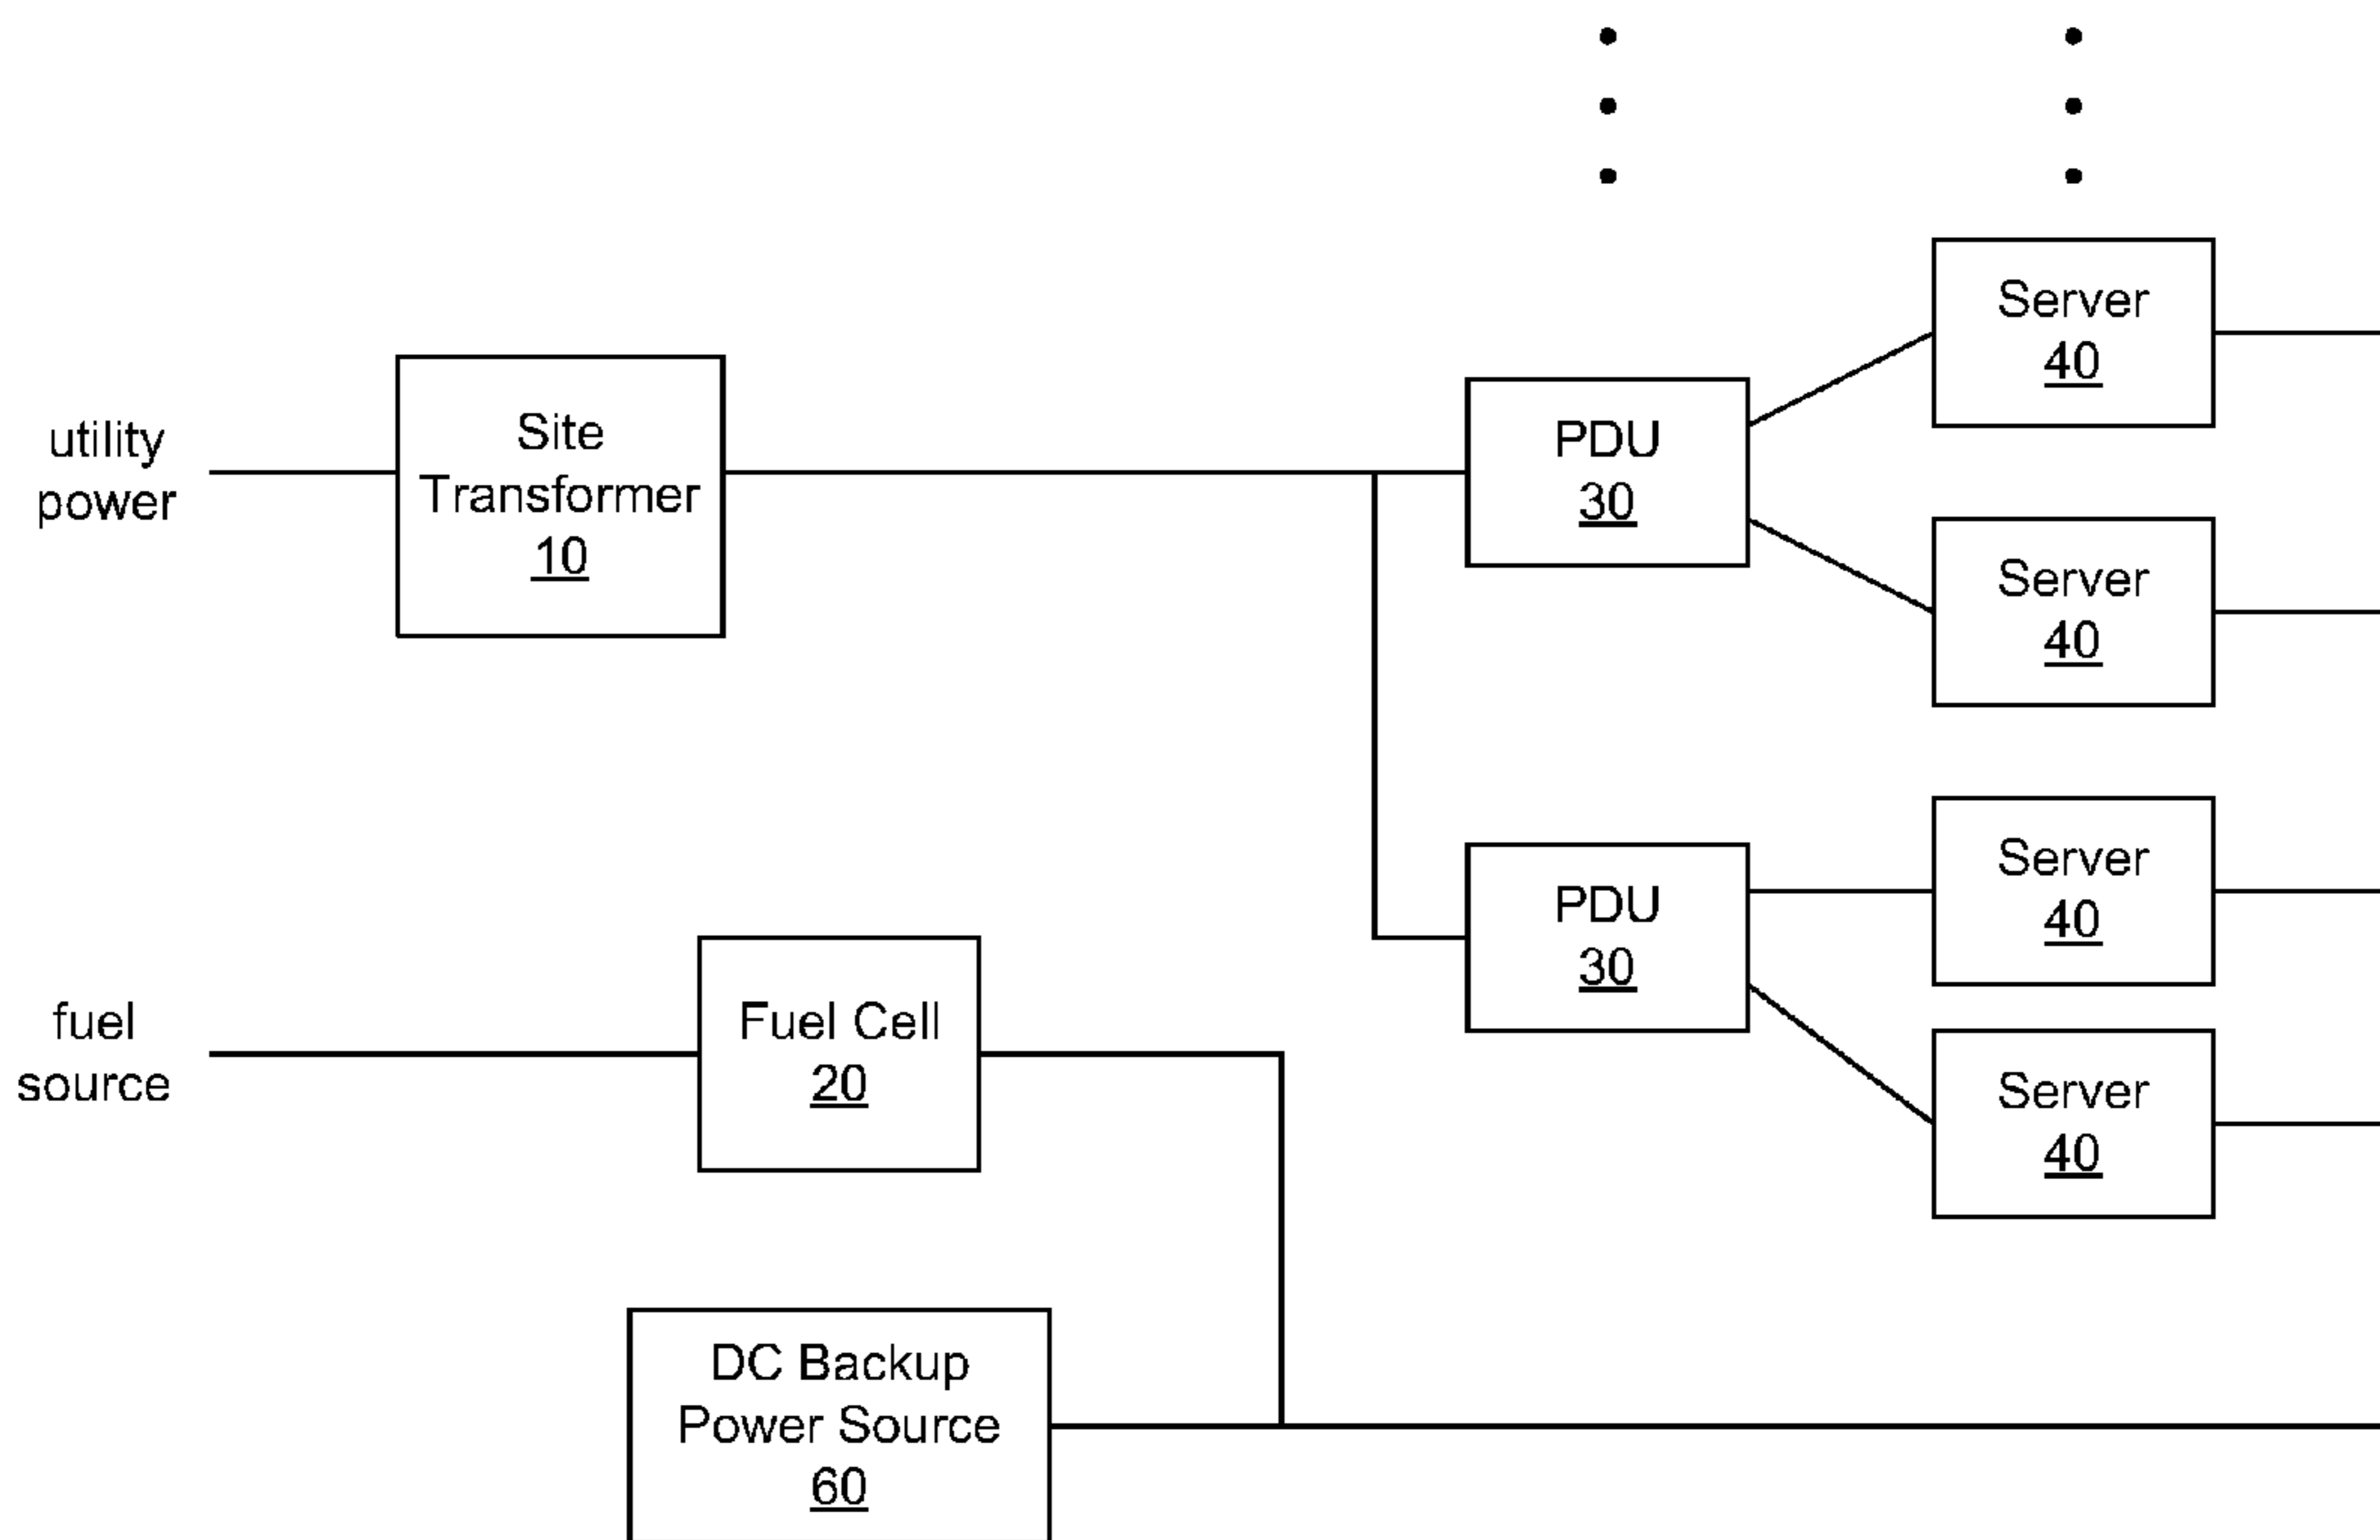 Server
40
utility
power
Site
Transformer
10
PDU
30
Server
40
Server
40
PDU
30
fuel
source
Fuel Cell
20
Server
40
DC Backup
Power Source
60